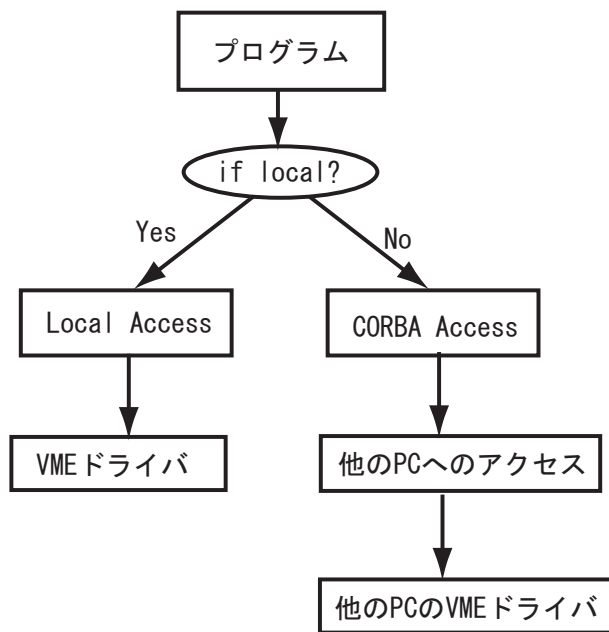 プログラム
if local?
Yes
No
Local Access
CORBA Access
VMEドライバ
他のPCへのアクセス
他のPCのVMEドライバ